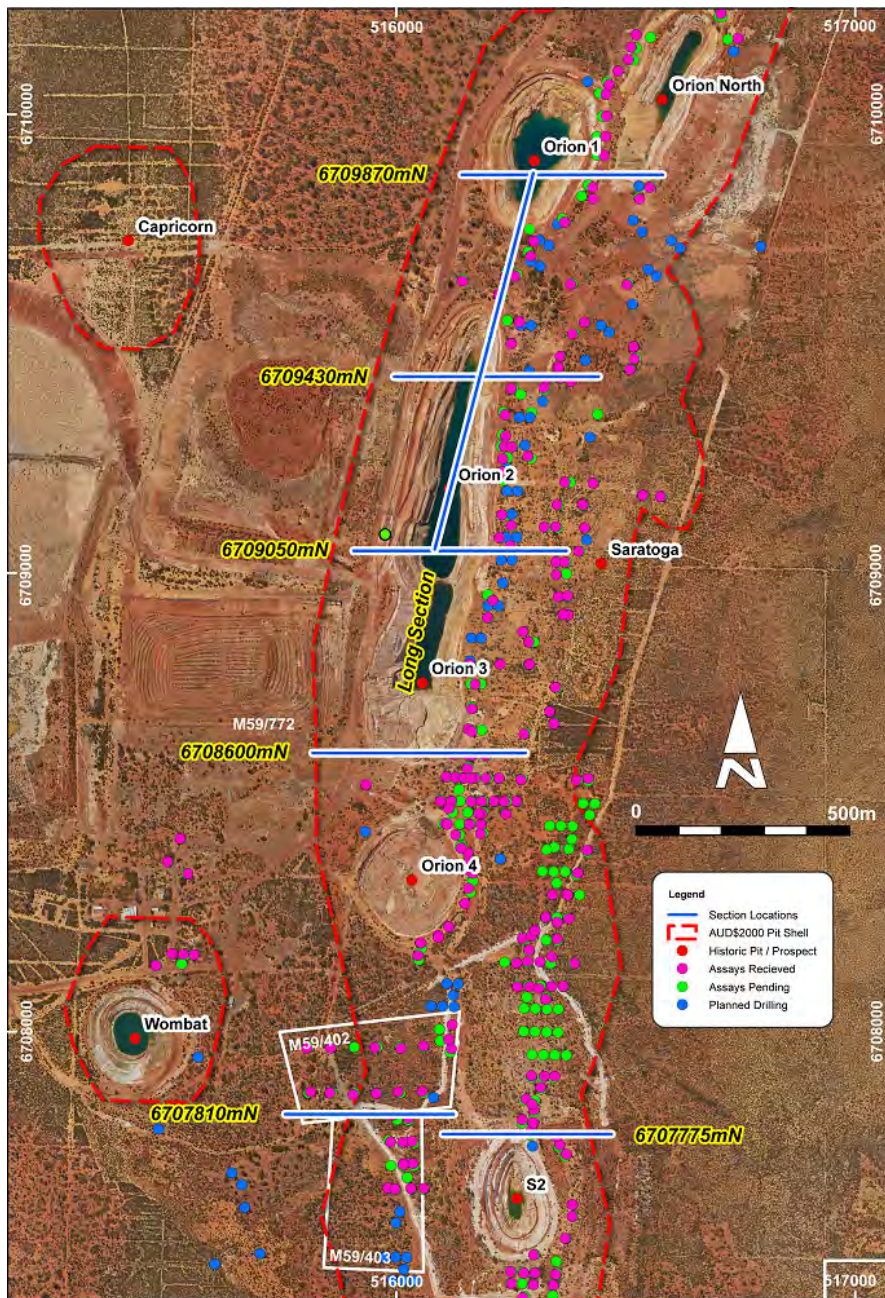 516000
517000
6710000
6710000
Orion North
Orion 1
6709870mN
Capricorn
6709430mN
Orion 2
6709050mN
Saratoga
6709000
6709000
Long Section
Orion 3
M59/772
6708600mN
N
0
500m
Orion 4
Legend
Section Locations
AUD$2000 Pit Shell
Historic Pit / Prospect
Assays Recieved
Assays Pending
Planned Drilling
Wombat
6708000
6708000
M59/402
6707810mN
6707775mN
S2
M59/403
516000
517000